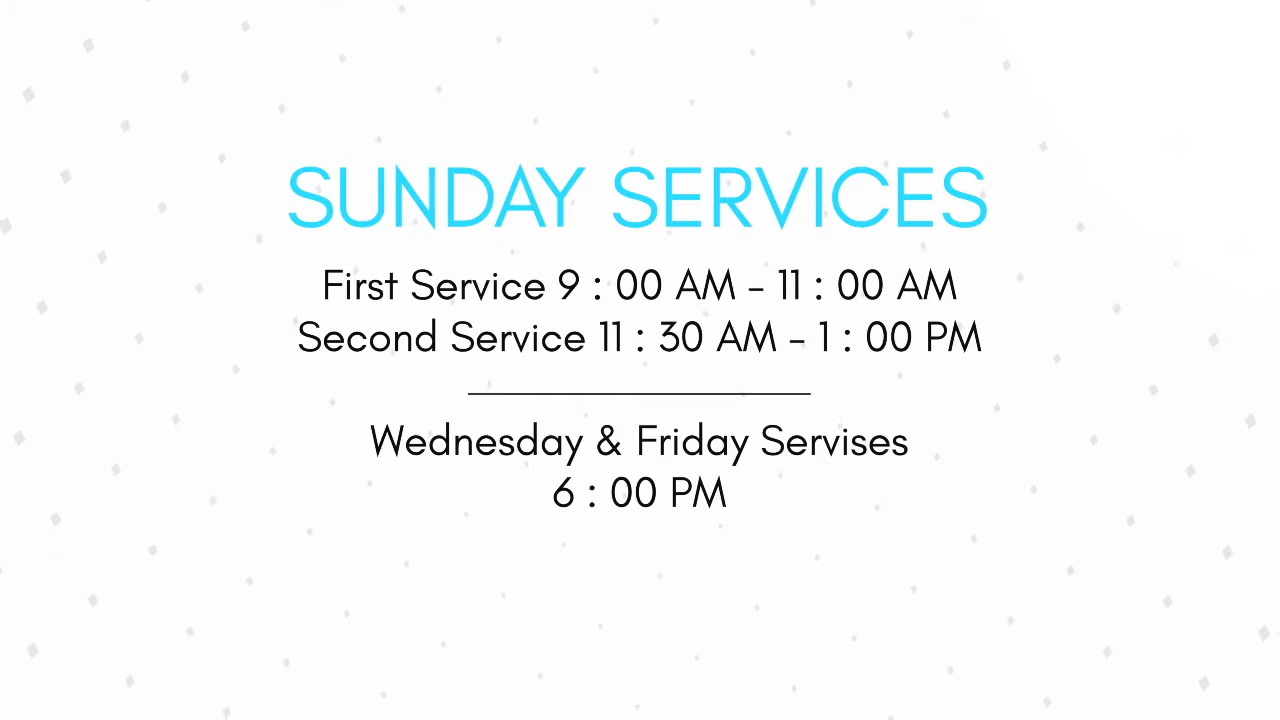 SUNDAY SERVICES
First Service 9 : 00 AM - 11 : 00 AM
Second Service 11 : 30 AM - 1 : 00 PM
Wednesday & Friday Servises
6 : 00 PM